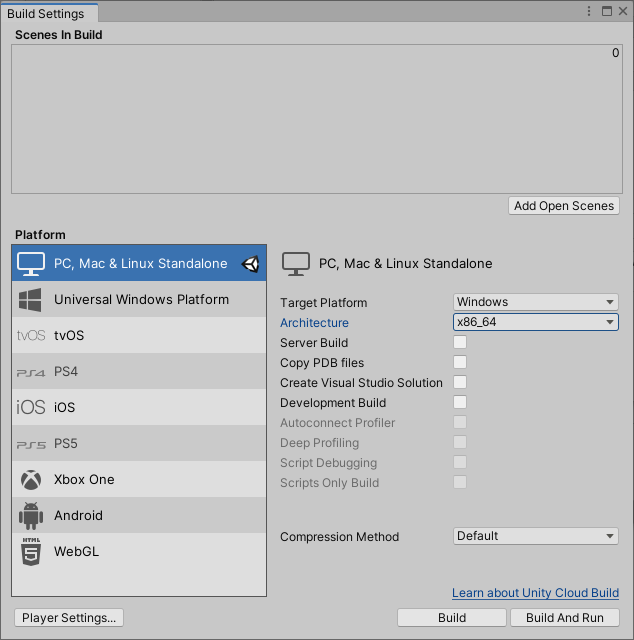 Build Settings
Scenes In Build
0
Add Open Scenes
Platform
PC, Mac & Linux Standalone
Universal Windows Platform
tvOS tvOS
PS4 PS4
iOS iOS
PS5 PS5
Xbox One
Android
HTML 5 WebGL
PC, Mac & Linux Standalone
Target Platform Windows
Architecture x86_64
Server Build
Copy PDB files
Create Visual Studio Solution
Development Build
Autoconnect Profiler
Deep Profiling
Script Debugging
Scripts Only Build
Compression Method Default
Learn about Unity Cloud Build
Player Settings... Build Build And Run